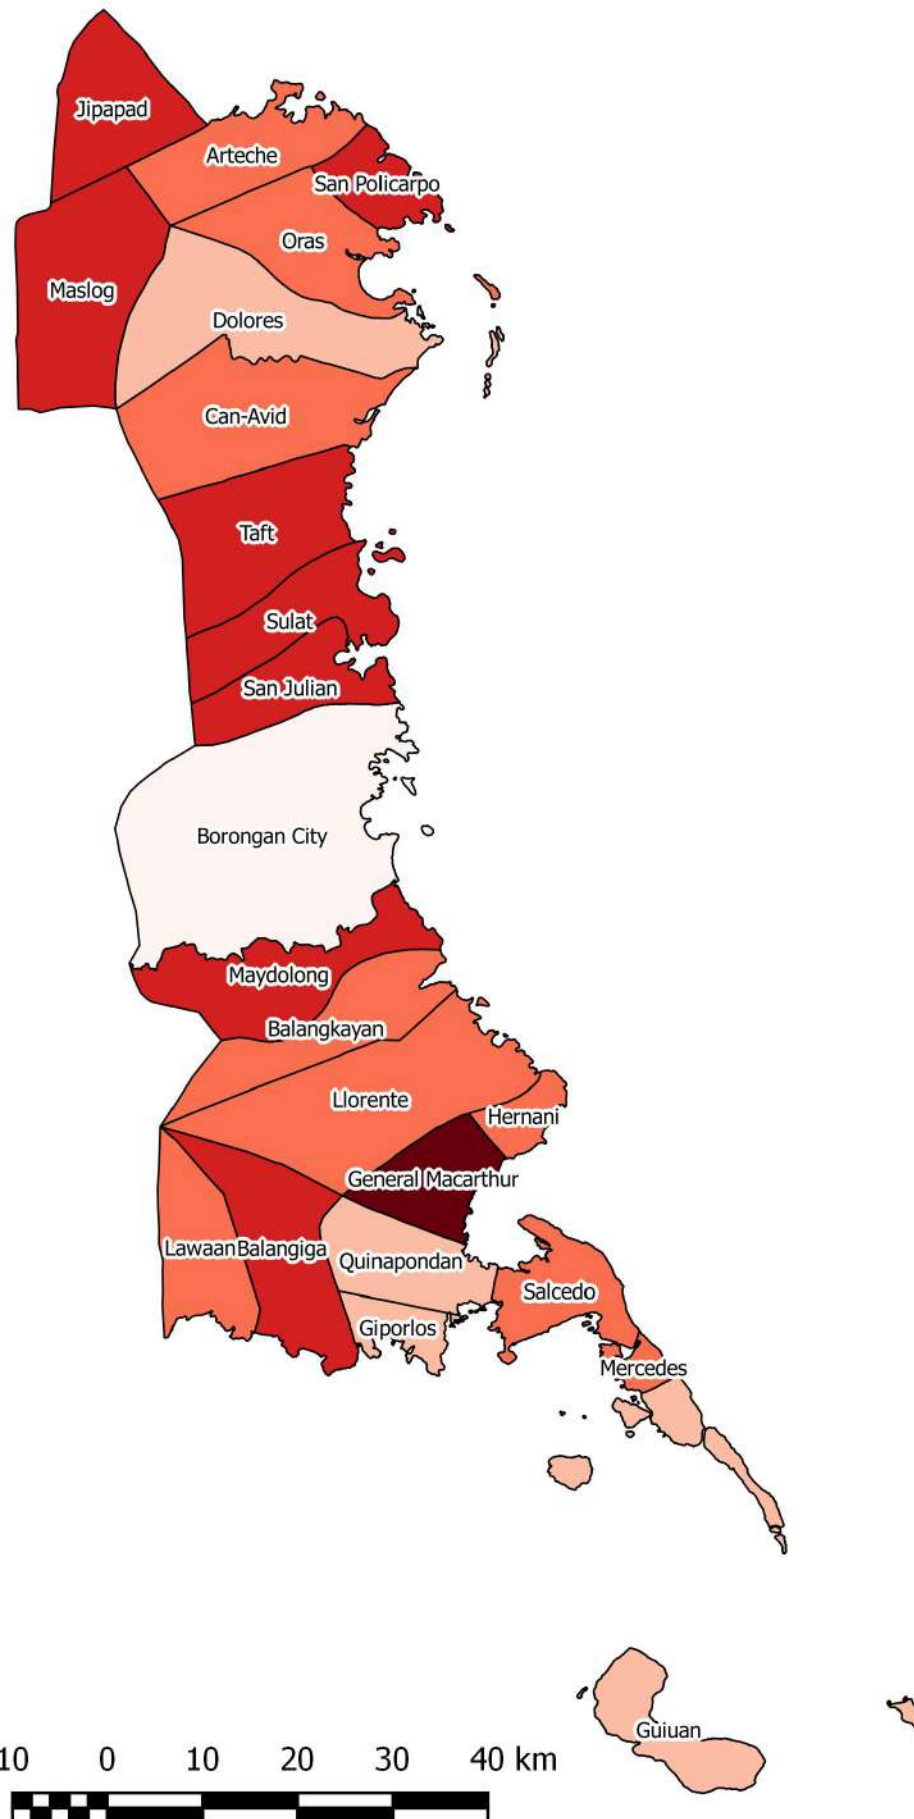 Jipapad
Arteche
San Policarpo
Oras
Maslog
Dolores
Can-Avid
Taft
Sulat
San Julian
Borongan City
Maydolong
Balangkayan
Llorente
Hernani
General Macarthur
Lawaan
Balangiga
Quinapondan
Salcedo
Giporlos
Mercedes
Guiuan
10 0 10 20 30 40 km